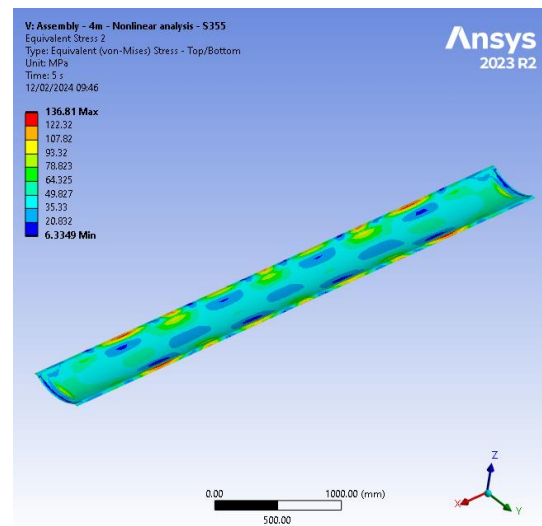 V: Assembly - 4m - Nonlinear analysis - S355
Equivalent Stress 2
Type: Equivalent (von-Mises) Stress - Top/Bottom
Unit: MPa
Time: 5 s
12/02/2024 09:46
Ansys
2023 R2
136.81 Max
122.32
107.82
93.32
78.823
64.325
49.827
35.33
20.832
6.3349 Min
0.00
1000.00 (mm)
500.00
Z
X
Y